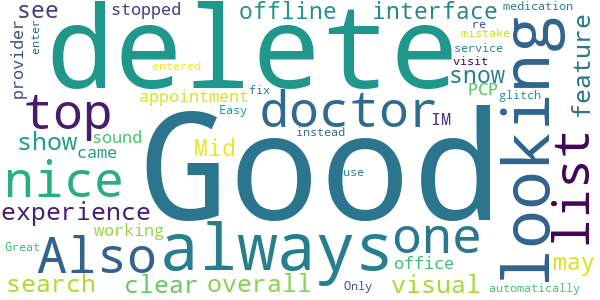 see
stopped
offline
interface
medication
provider
enter
delete
re
mistake
service
visit
looking
feature
entered
snow
top
appointment
fix
PCP
glitch
doctor
IM
Easy
show
sound
came
Mid
instead
list
Good
nice
use
experience
working
Also
always
one
office
may
Great
search
clear
overall
Only
visual
automatically